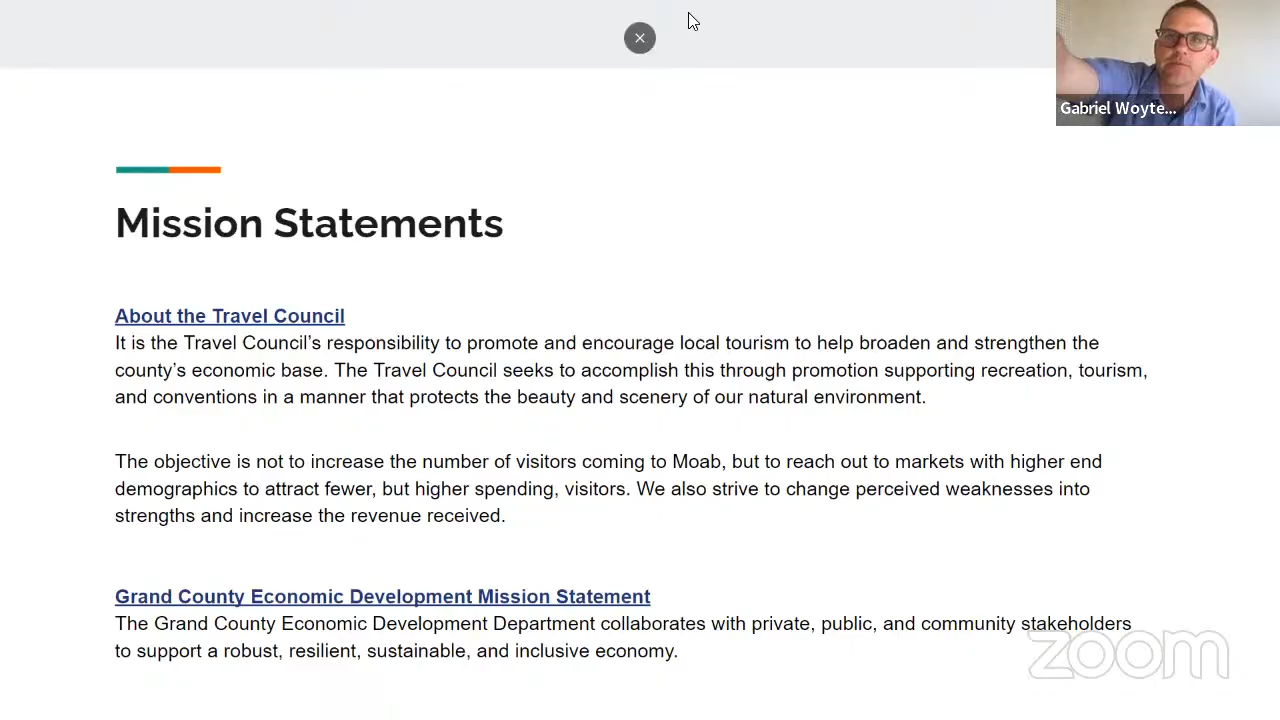 Gabriel Woyte...
Mission Statements
About the Travel Council
It is the Travel Council's responsibility to promote and encourage local tourism to help broaden and strengthen the
county's economic base. The Travel Council seeks to accomplish this through promotion supporting recreation, tourism,
and conventions in a manner that protects the beauty and scenery of our natural environment.
The objective is not to increase the number of visitors coming to Moab, but to reach out to markets with higher end
demographics to attract fewer, but higher spending, visitors. We also strive to change perceived weaknesses into
strengths and increase the revenue received.
Grand County Economic Development Mission Statement
The Grand County Economic Development Department collaborates with private, public, and community stakeholders
to support a robust, resilient, sustainable, and inclusive economy.
zoom